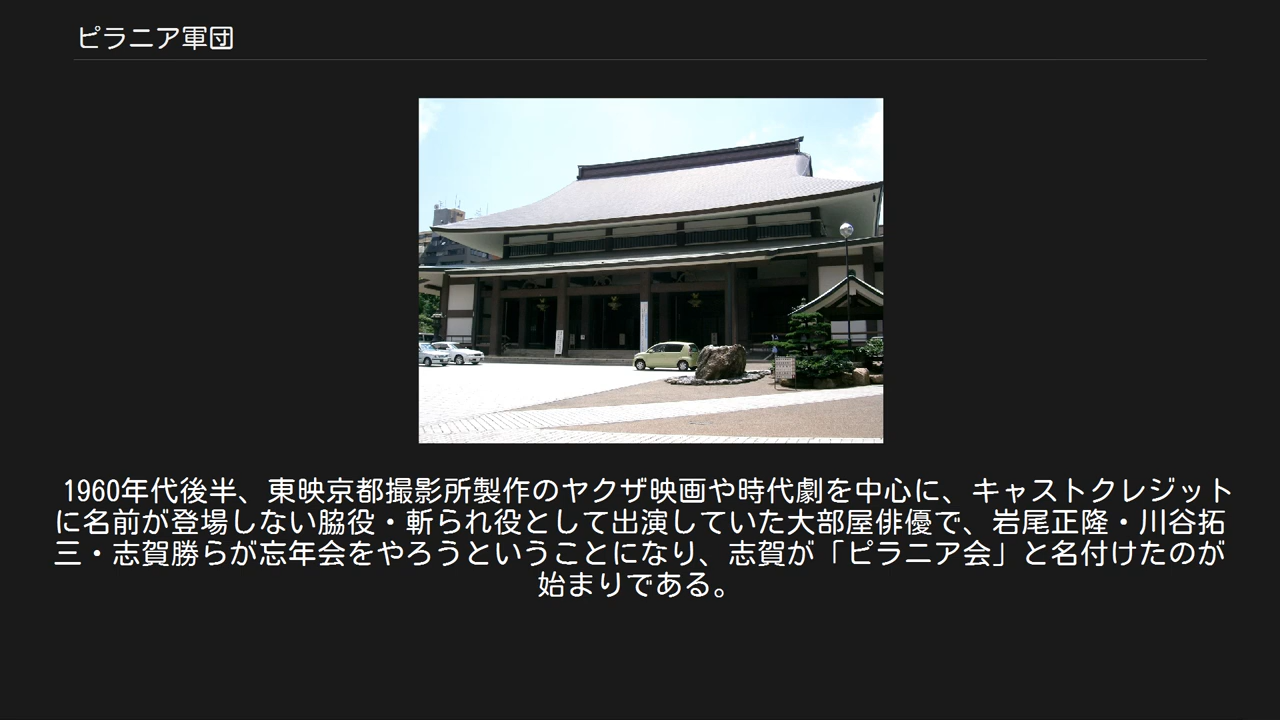 ピラニア軍団
1960年代後半、東映京都撮影所製作のヤクザ映画や時代劇を中心に、キャストクレジット
に名前が登場しない脇役・斬られ役として出演していた大部屋俳優で、岩尾正隆・川谷拓
三・志賀勝らが忘年会をやろうということになり、志賀が「ピラニア会」と名付けたのが
始まりである。